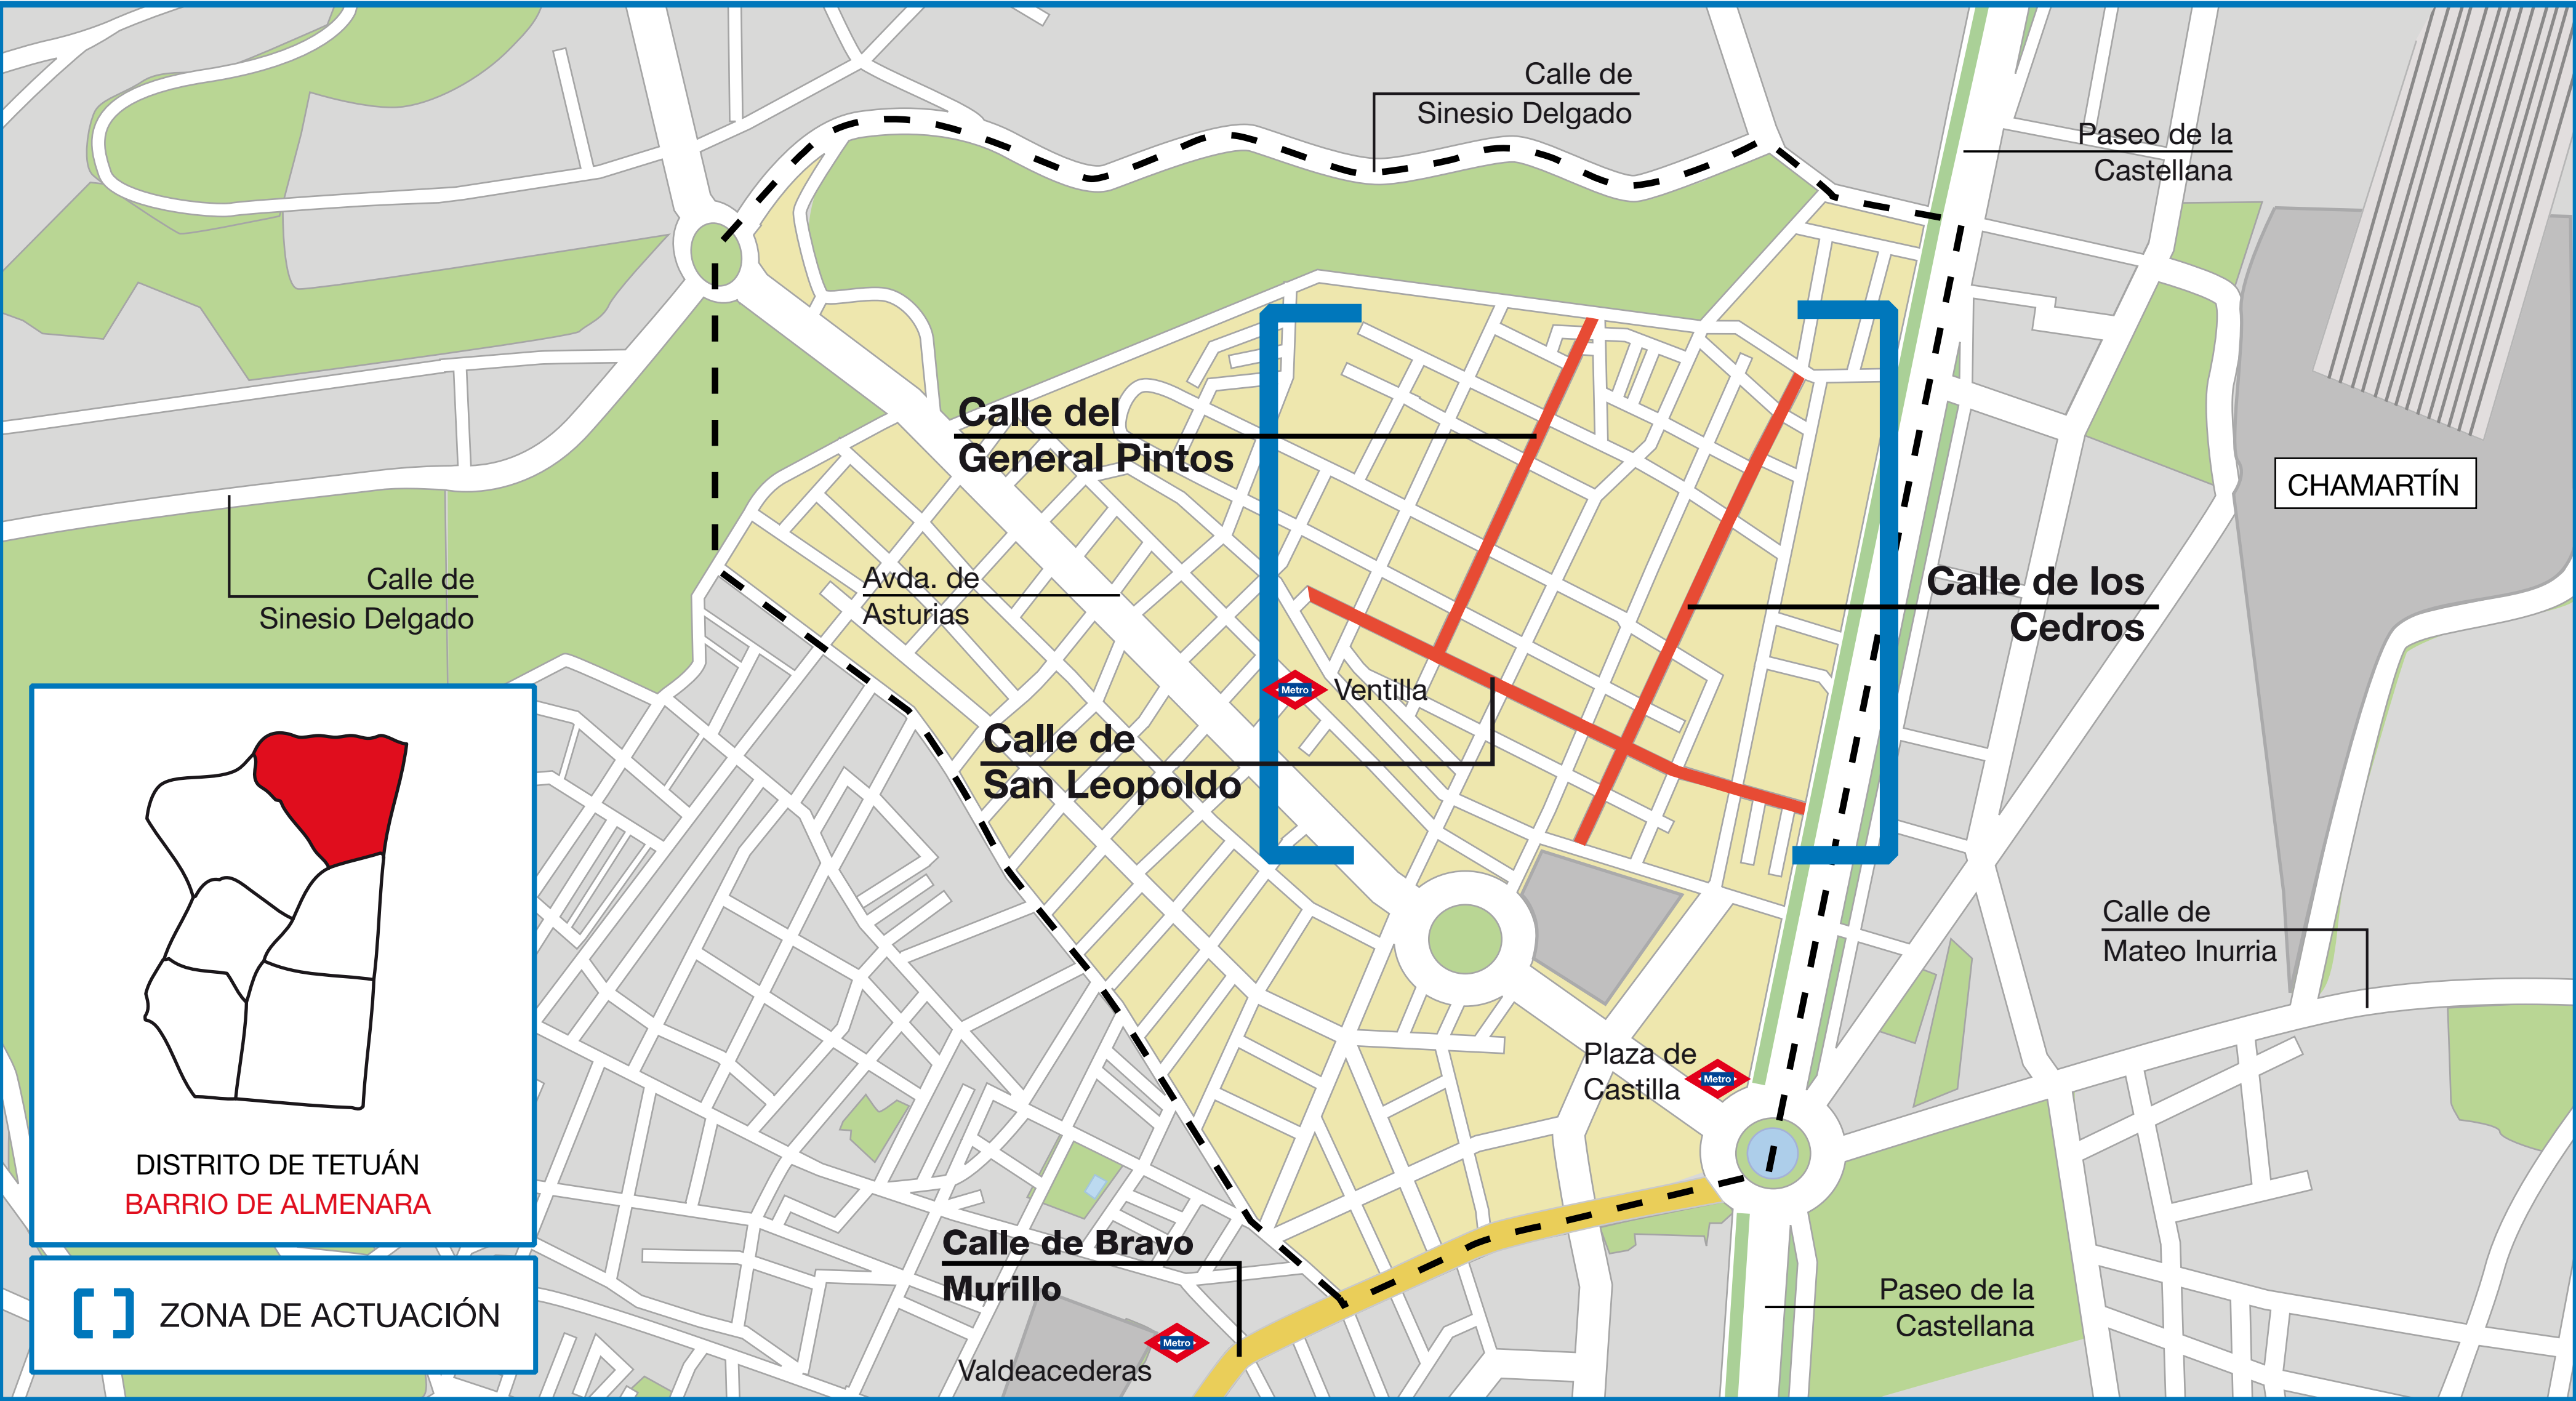 Calle de
Sinesio Delgado
Paseo de la
Castellana
Calle del
General Pintos
CHAMARTÍN
Calle de
Sinesio Delgado
Avda. de
Asturias
Calle de los
Cedros
Metro
Ventilla
Calle de
San Leopoldo
Calle de
Mateo Inurria
Plaza de
Castilla
Metro
DISTRITO DE TETUÁN
BARRIO DE ALMENARA
Calle de Bravo
Murillo
ZONA DE ACTUACIÓN
Paseo de la
Castellana
Metro
Valdeacederas